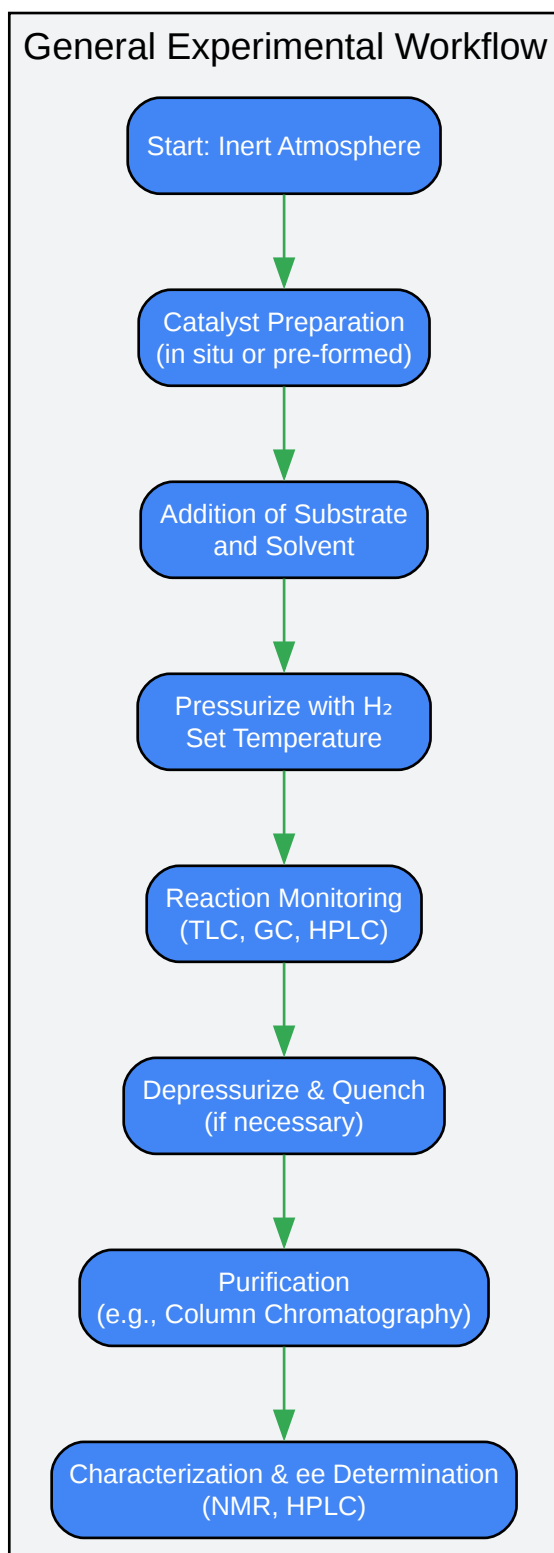 General Experimental Workflow
Start: Inert Atmosphere
Catalyst Preparation
(in situ or pre-formed)
Addition of Substrate
and Solvent
Pressurize with H₂
Set Temperature
Reaction Monitoring
(TLC, GC, HPLC)
Depressurize & Quench
(if necessary)
Purification
(e.g., Column Chromatography)
Characterization & ee Determination
(NMR, HPLC)